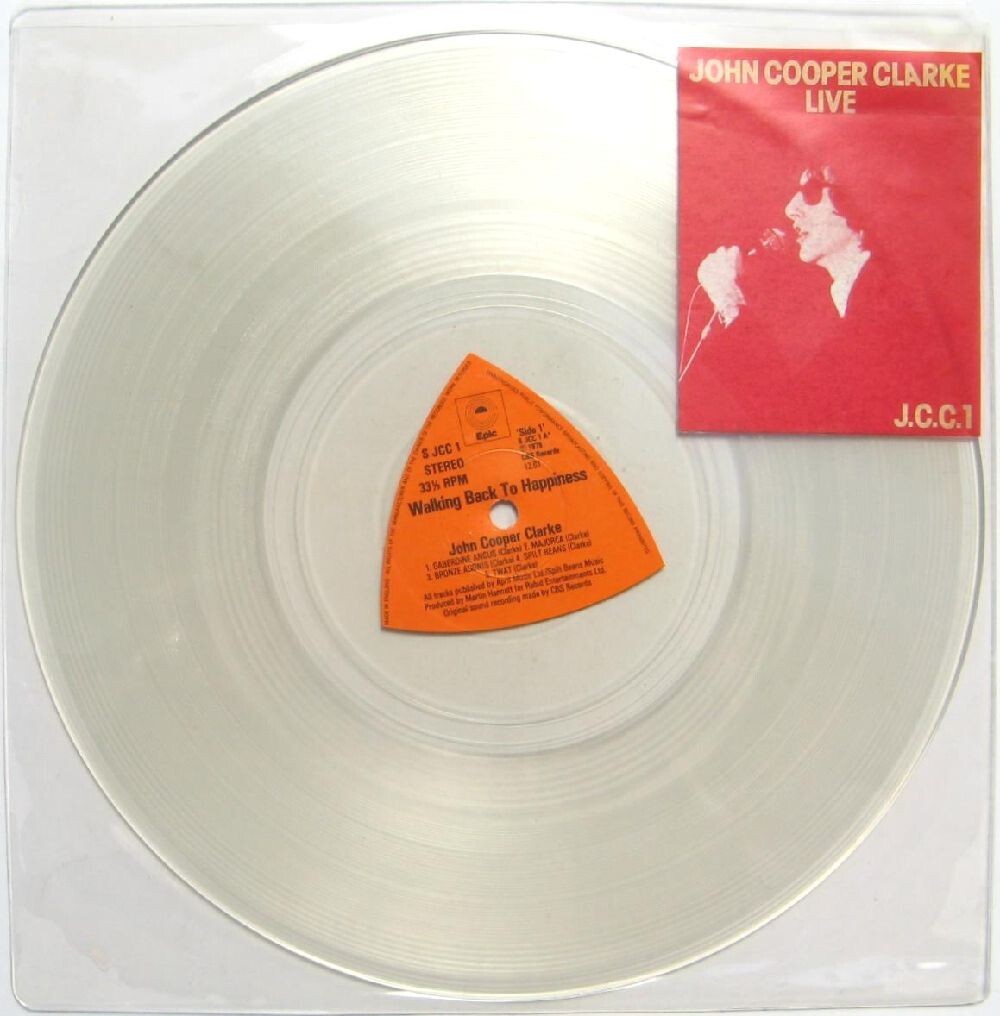 JOHN COOPER CLARKE
LIVE
J.C.C.1
Epic
S JCC 1
STEREO
33⅓ RPM
'Side 1'
S JCC 1 A
CBS Records
Walking Back To Happiness
John Cooper Clarke
1. GABERDINE ANGUS (Clarke) 2. MAJORCA (Clarke)
3. BRONZE ADONIS (Clarke) 4. SPILT BEANS (Clarke)
TWAT (Clarke)
All tracks published by April Music Ltd./Split Beans Music
Produced by Martin Hannett for Rabid Entertainments Ltd.
Original sound recording made by CBS Records